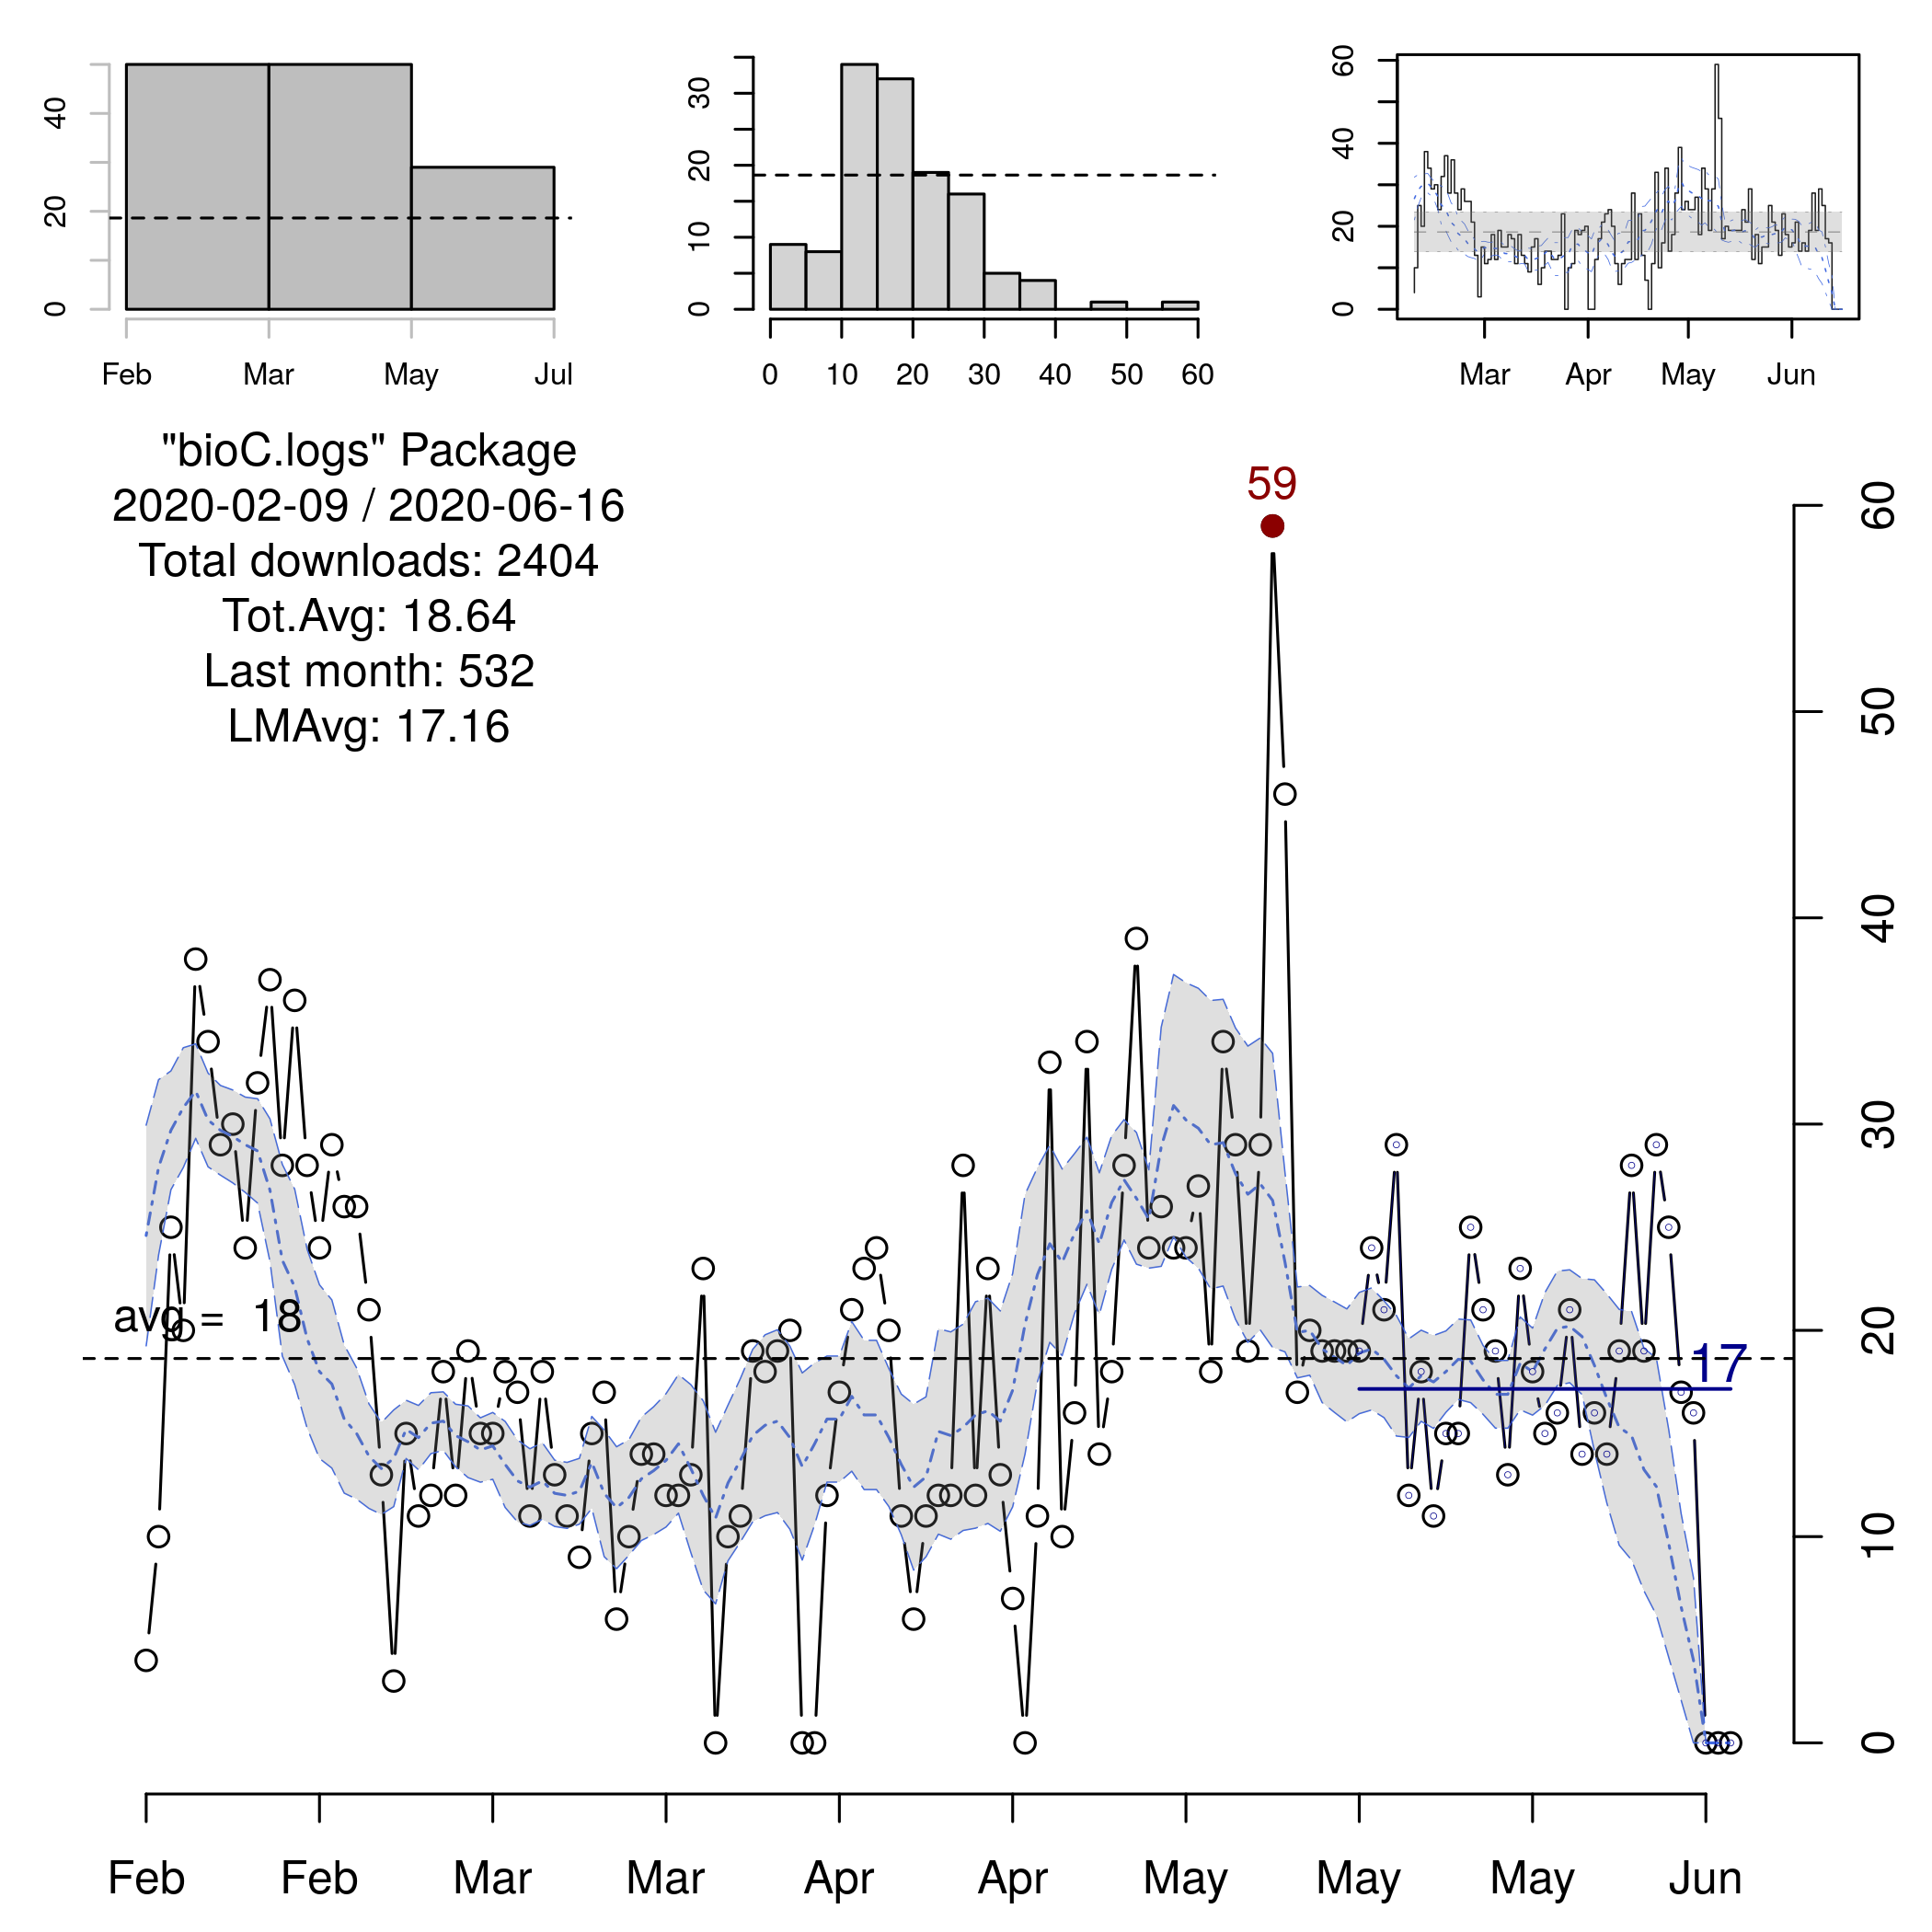 40
20
0
Feb Mar May Jul
30
20
10
0
0 10 20 30 40 50 60
60
40
20
0
Mar Apr May Jun
"bioC.logs" Package
2020-02-09 / 2020-06-16
Total downloads: 2404
Tot.Avg: 18.64
Last month: 532
LMAvg: 17.16
59
avg = 18
17
60
50
40
30
20
10
0
Feb Feb Mar Mar Apr Apr May May May Jun